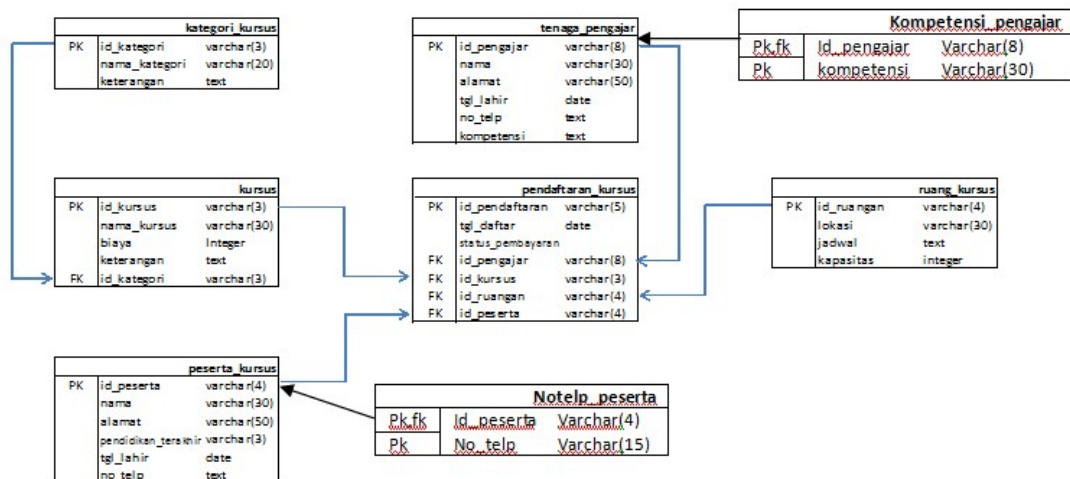 kategori_kursus
PK id_kategori varchar(3)
nama_kategori varchar(20)
keterangan text
tenaga_pengajar
PK id_pengajar varchar(8)
nama varchar(30)
alamat varchar(50)
tgl_lahir date
no_telp text
kompetensi text
Kompetensi_pengajar
Pk,fk Id_pengajar Varchar(8)
Pk kompetensi Varchar(30)
kursus
PK id_kursus varchar(3)
nama_kursus varchar(30)
biaya Integer
keterangan text
FK id_kategori varchar(3)
pendaftaran_kursus
PK id_pendaftaran varchar(5)
tgl_daftar date
status_pembayaran
FK id_pengajar varchar(8)
FK id_kursus varchar(3)
FK id_ruangan varchar(4)
FK id_peserta varchar(4)
ruang_kursus
PK id_ruangan varchar(4)
lokasi varchar(30)
jadwal text
kapasitas integer
peserta_kursus
PK id_peserta varchar(4)
nama varchar(30)
alamat varchar(50)
pendidikan_terakhir varchar(3)
tgl_lahir date
no_telp text
Notelp_peserta
Pk,fk Id_peserta Varchar(4)
Pk No_telp Varchar(15)